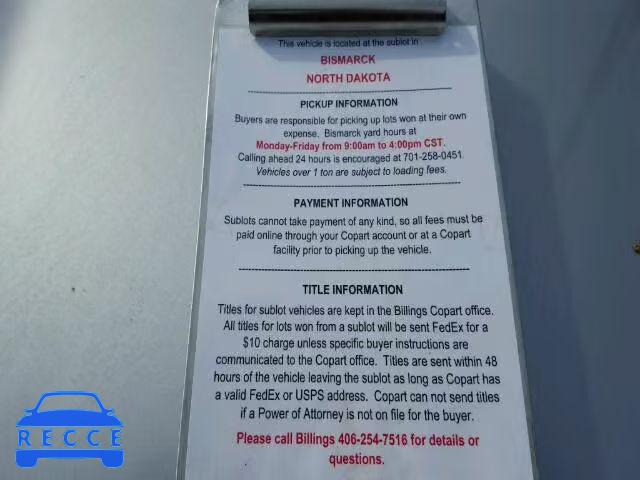 This vehicle is located at the sublot in
BISMARCK
NORTH DAKOTA
PICKUP INFORMATION
Buyers are responsible for picking up lots won at their own
expense. Bismarck yard hours at
Monday-Friday from 9:00am to 4:00pm CST.
Calling ahead 24 hours is encouraged at 701-258-0451.
Vehicles over 1 ton are subject to loading fees.
PAYMENT INFORMATION
Sublots cannot take payment of any kind, so all fees must be
paid online through your Copart account or at a Copart
facility prior to picking up the vehicle.
TITLE INFORMATION
Titles for sublot vehicles are kept in the Billings Copart office.
All titles for lots won from a sublot will be sent FedEx for a
$10 charge unless specific buyer instructions are
communicated to the Copart office. Titles are sent within 48
hours of the vehicle leaving the sublot as long as Copart has
a valid FedEx or USPS address. Copart can not send titles
if a Power of Attorney is not on file for the buyer.
Please call Billings 406-254-7516 for details or
questions.
RECCE